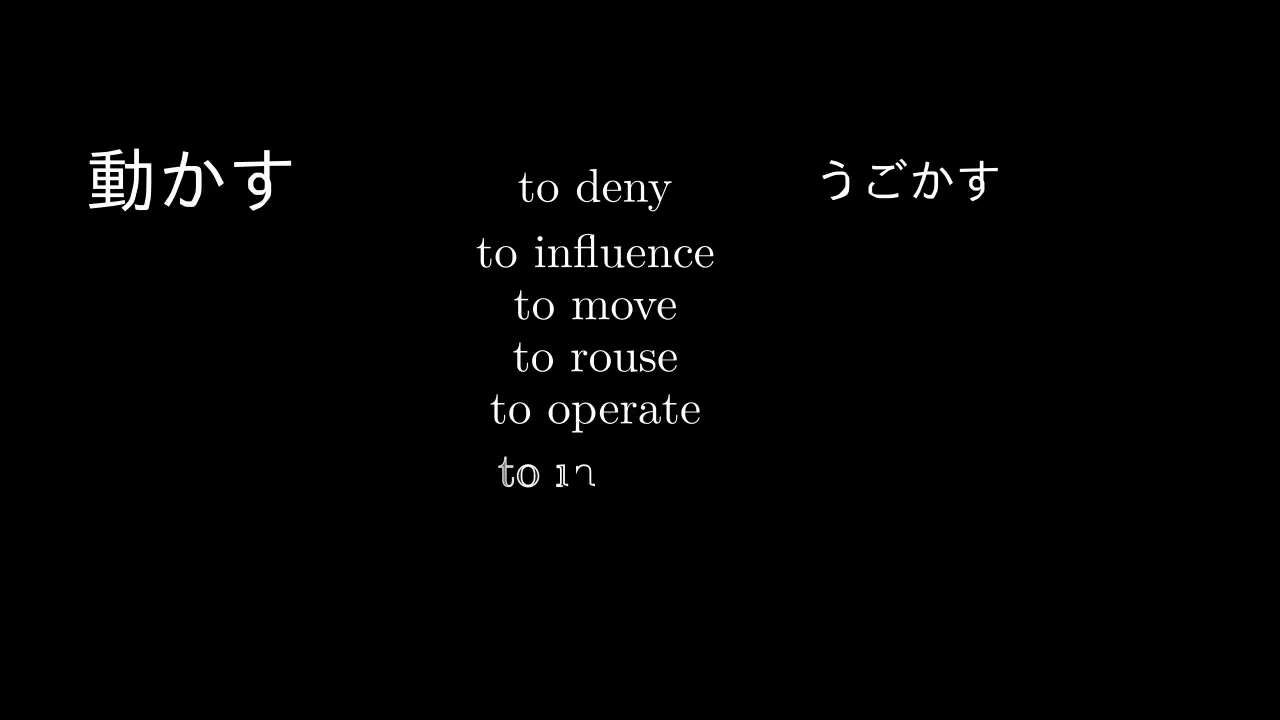 動かす
to deny
うごかす
to influence
to move
to rouse
to operate
to